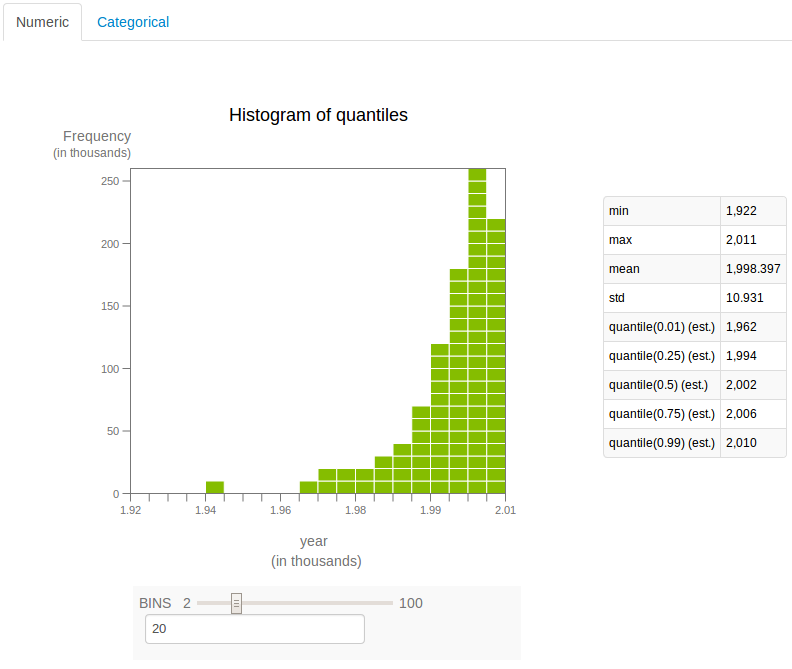 Numeric Categorical
Histogram of quantiles
Frequency
(in thousands)
250
200
150
100
50
0
1.92 1.94 1.96 1.98 1.99 2.01
year
(in thousands)
min 1,922
max 2,011
mean 1,998.397
std 10.931
quantile(0.01) (est.) 1,962
quantile(0.25) (est.) 1,994
quantile(0.5) (est.) 2,002
quantile(0.75) (est.) 2,006
quantile(0.99) (est.) 2,010
BINS 2 100
20